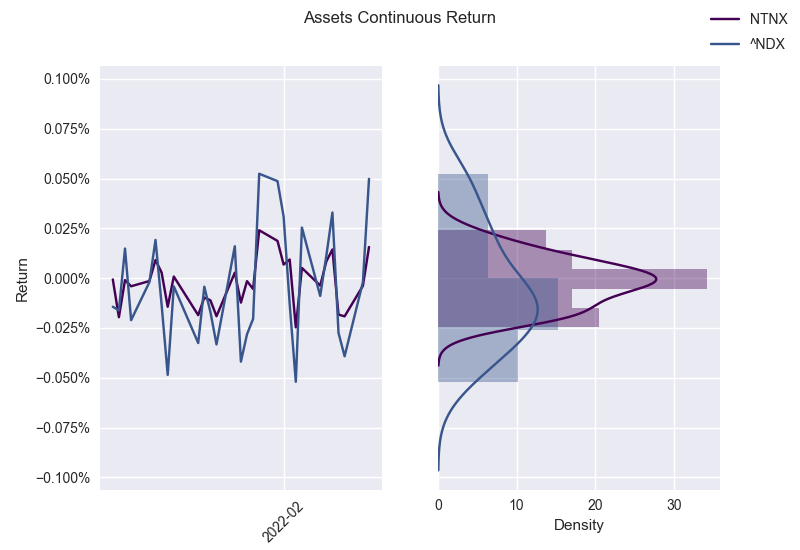 Assets Continuous Return
NTNX
^NDX
0.100%
0.075%
0.050%
0.025%
0.000%
−0.025%
−0.050%
−0.075%
−0.100%
Return
2022-02
0 10 20 30
Density